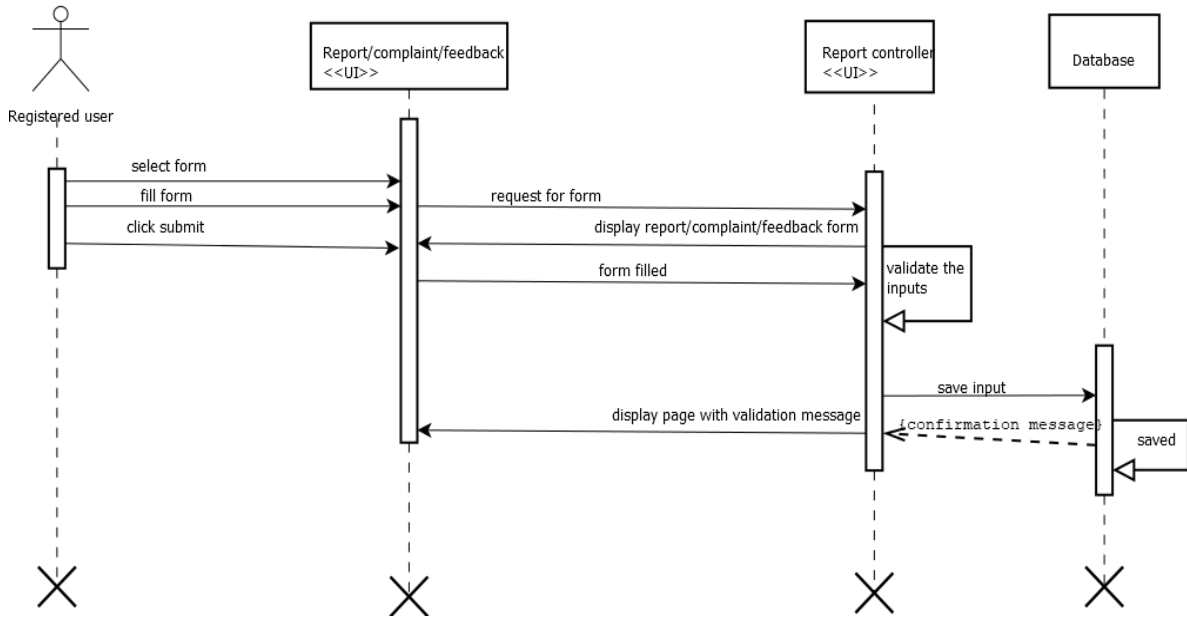 Report/complaint/feedback
<<UI>>
Report controller
<<UI>>
Database
Registered user
select form
fill form
request for form
click submit
display report/complaint/feedback form
form filled
validate the
inputs
save input
display page with validation message
{confirmation message}
saved